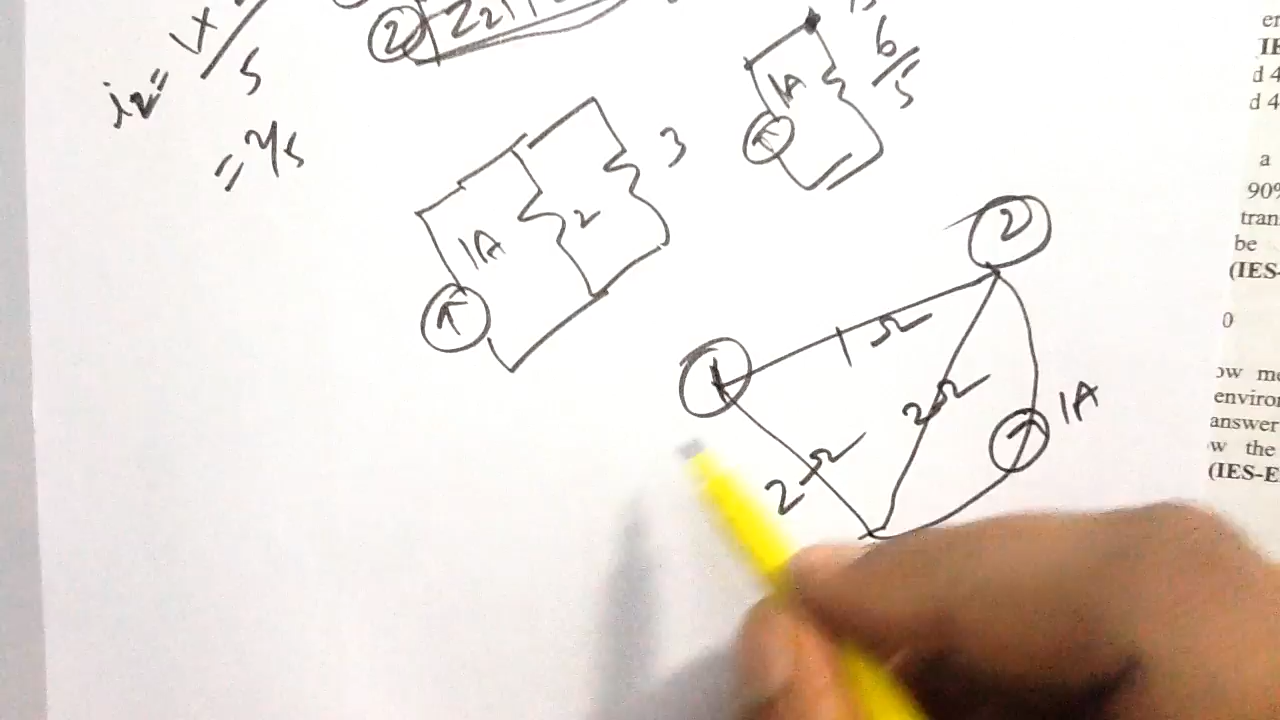 i₂ = V/5
= 2/5
② Z₂₁
1A
2
3
1A
6/5
②
1Ω
①
2Ω
2Ω
1A
IE
d 4
d 4
a
90%
tran
be
(IES-
0
ow me
enviro
answer
w the
(IES-E